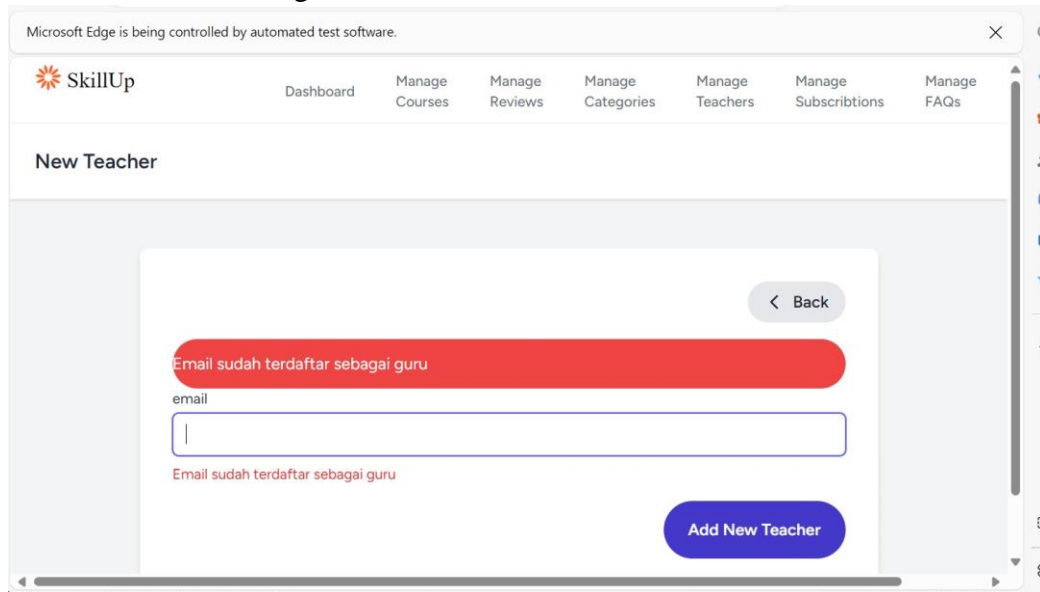 Microsoft Edge is being controlled by automated test software.
SkillUp
Dashboard
Manage Courses
Manage Reviews
Manage Categories
Manage Teachers
Manage Subscribtions
Manage FAQs
New Teacher
Back
Email sudah terdaftar sebagai guru
email
Email sudah terdaftar sebagai guru
Add New Teacher